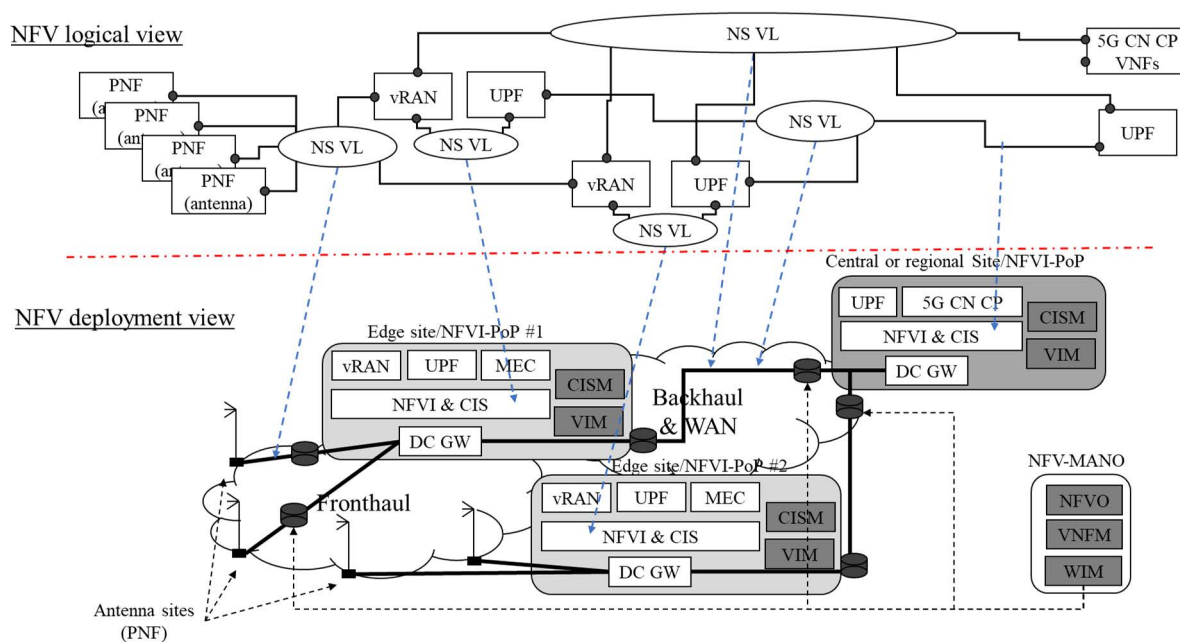 NFV logical view
NS VL
5G CN CP
VNFs
PNF
(a
PNF
(ante
PNF
(ante
PNF
(antenna)
NS VL
vRAN
UPF
NS VL
NS VL
UPF
vRAN
UPF
NS VL
NFV deployment view
Central or regional Site/NFVI-PoP
UPF
5G CN CP
CISM
NFVI & CIS
VIM
DC GW
Edge site/NFVI-PoP #1
vRAN
UPF
MEC
CISM
NFVI & CIS
VIM
DC GW
Backhaul
& WAN
Fronthaul
Edge site/NFVI-PoP #2
vRAN
UPF
MEC
CISM
NFVI & CIS
VIM
DC GW
NFV-MANO
NFVO
VNFM
WIM
Antenna sites
(PNF)